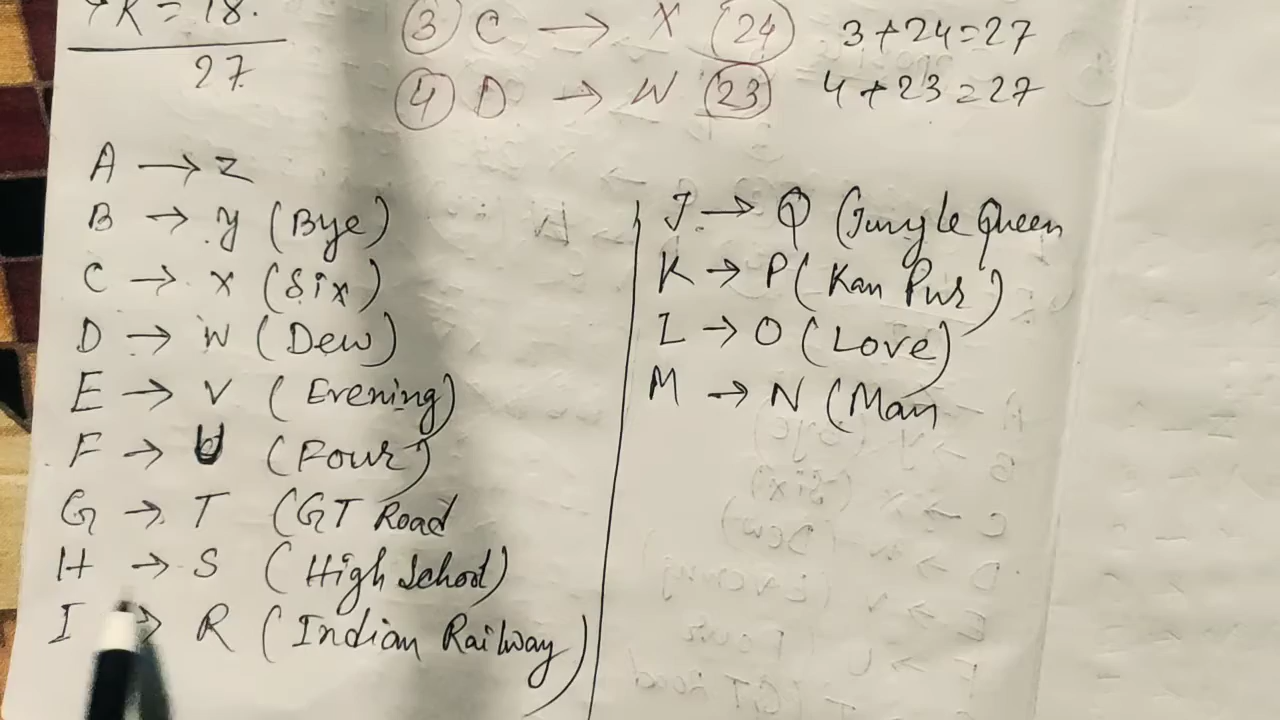 K = 18.
27.
③ C → X (24) 3+24=27
④ D → W (23) 4+23=27
A → Z
B → Y (Bye)
C → X (Six)
D → W (Dew)
E → V (Evening)
F → U (Four)
G → T (GT Road
H → S (High School)
I → R (Indian Railway)
J → Q (Jungle Queen
K → P (Kan Pur)
L → O (Love)
M → N (Man